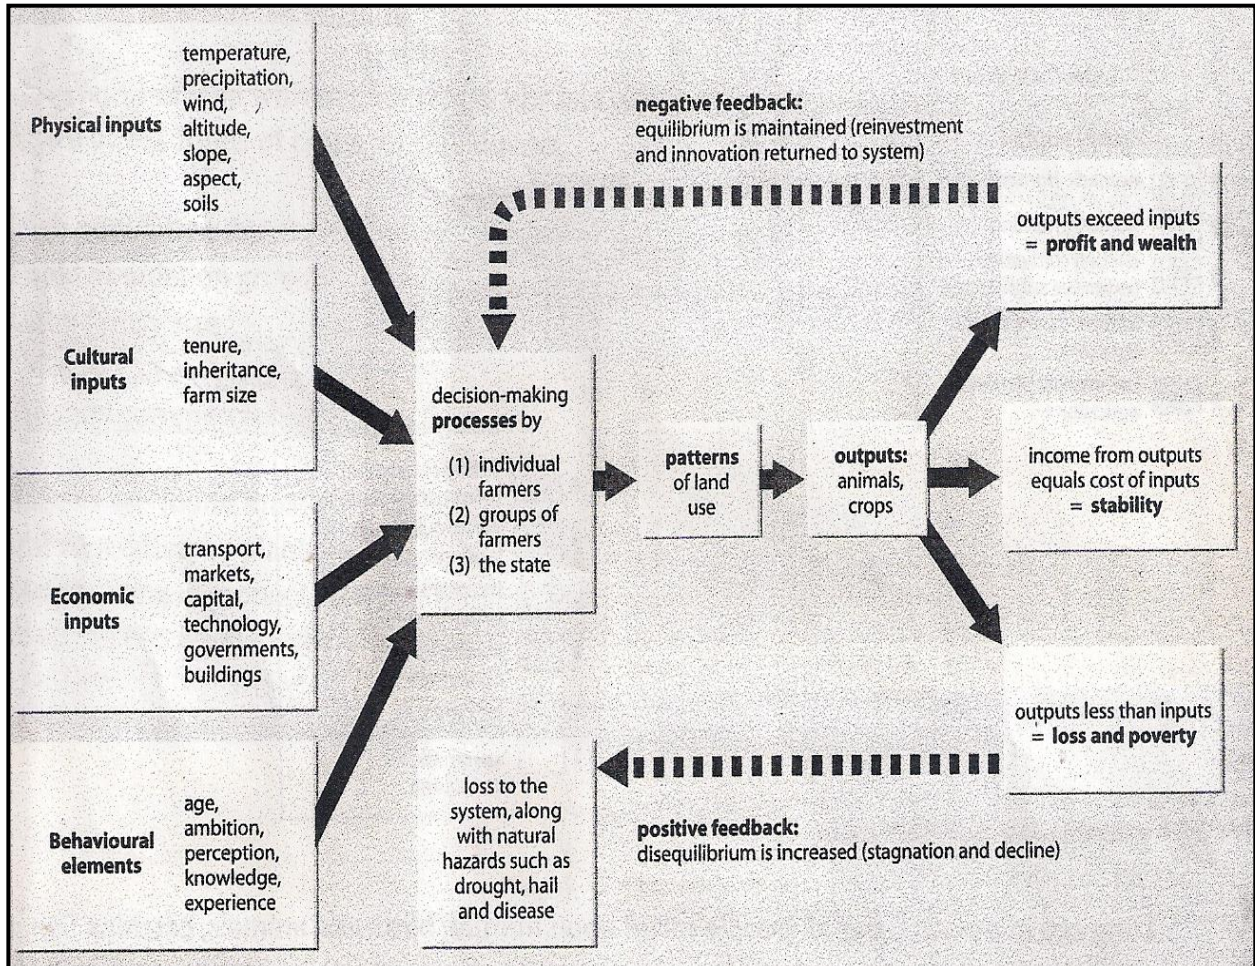 Physical inputs
temperature,
precipitation,
wind,
altitude,
slope,
aspect,
soils
Cultural
inputs
tenure,
inheritance,
farm size
Economic
inputs
transport,
markets,
capital,
technology,
governments,
buildings
Behavioural
elements
age,
ambition,
perception,
knowledge,
experience
decision-making
processes by
(1) individual
farmers
(2) groups of
farmers
(3) the state
loss to the
system, along
with natural
hazards such as
drought, hail
and disease
patterns
of land
use
outputs:
animals,
crops
negative feedback:
equilibrium is maintained (reinvestment
and innovation returned to system)
outputs exceed inputs
= profit and wealth
income from outputs
equals cost of inputs
= stability
outputs less than inputs
= loss and poverty
positive feedback:
disequilibrium is increased (stagnation and decline)